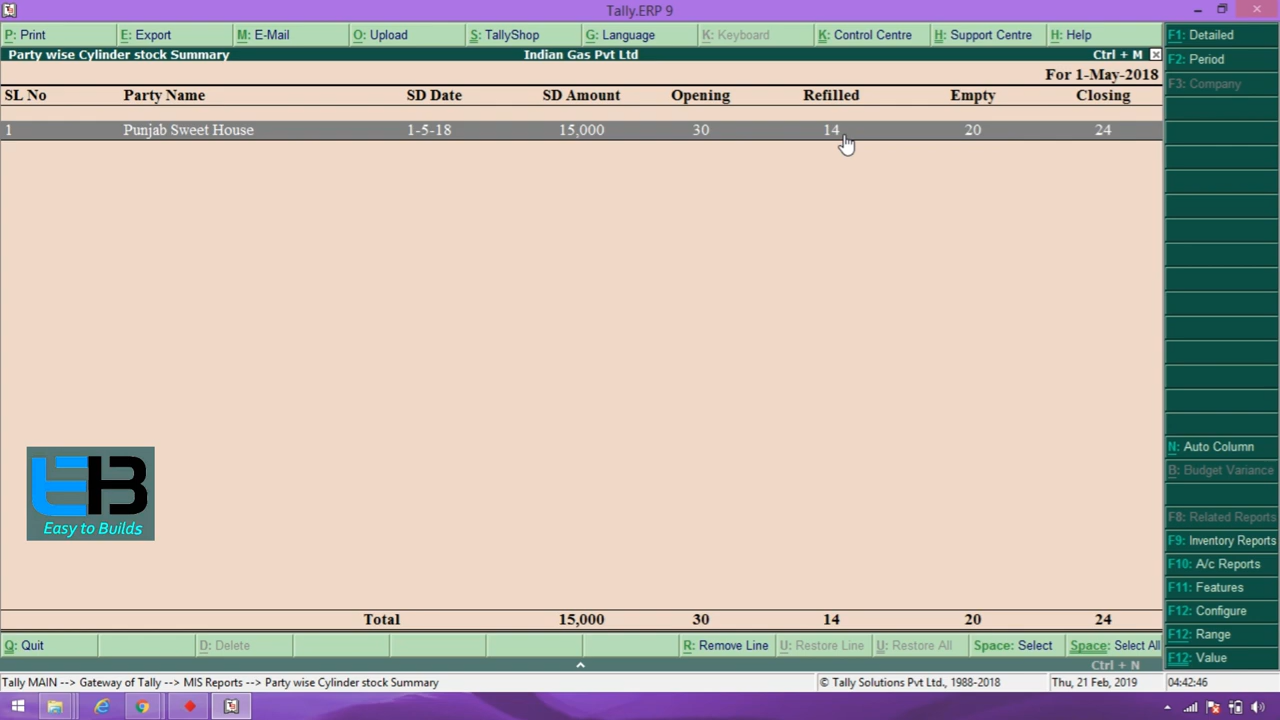 Tally.ERP 9
P: Print E: Export M: E-Mail O: Upload S: TallyShop G: Language K: Keyboard K: Control Centre H: Support Centre H: Help
Party wise Cylinder stock Summary Indian Gas Pvt Ltd Ctrl + M
For 1-May-2018
SL No Party Name SD Date SD Amount Opening Refilled Empty Closing
1 Punjab Sweet House 1-5-18 15,000 30 14 20 24
EB
Easy to Builds
Total 15,000 30 14 20 24
Q: Quit D: Delete R: Remove Line U: Restore Line U: Restore All Space: Select Space: Select All
Ctrl + N
Tally MAIN --> Gateway of Tally --> MIS Reports --> Party wise Cylinder stock Summary © Tally Solutions Pvt Ltd., 1988-2018 Thu, 21 Feb, 2019 04:42:46
F1: Detailed
F2: Period
F3: Company
N: Auto Column
B: Budget Variance
F8: Related Reports
F9: Inventory Reports
F10: A/c Reports
F11: Features
F12: Configure
F12: Range
F12: Value